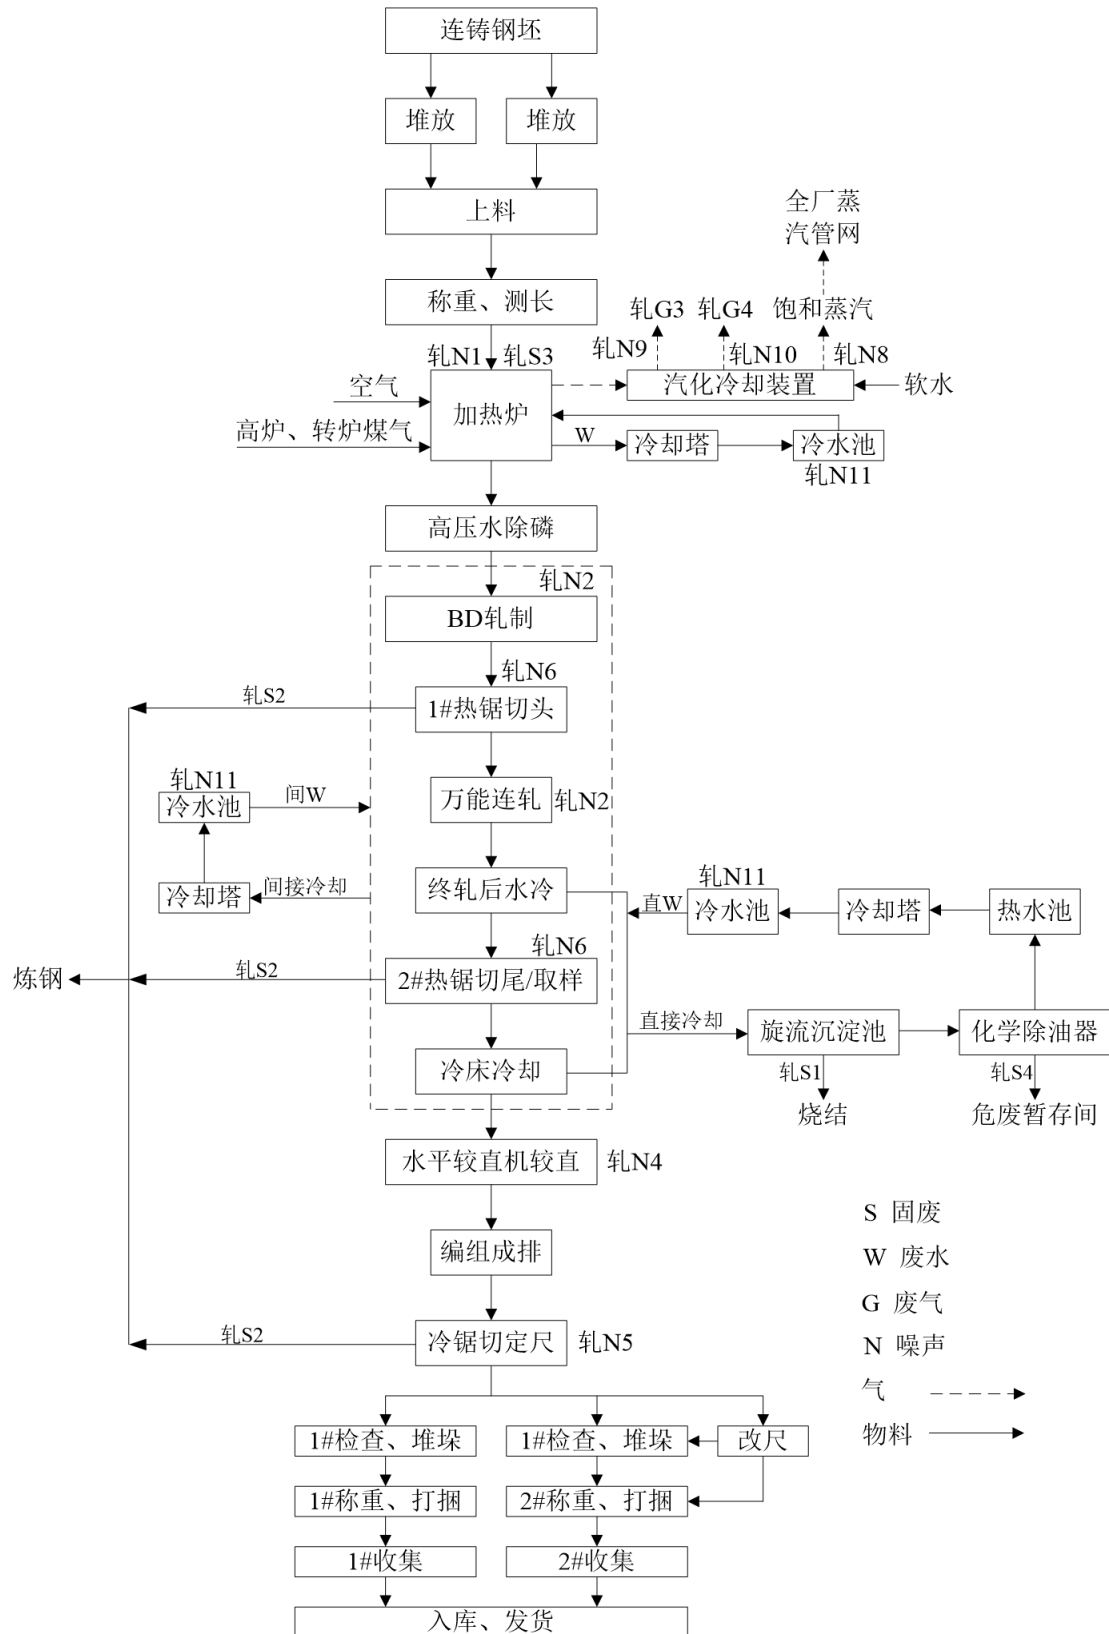 连铸钢坯
堆放
堆放
上料
全厂蒸
汽管网
称重、测长
轧G3
轧G4
饱和蒸汽
轧N1
轧S3
轧N9
轧N10
轧N8
空气
加热炉
汽化冷却装置
软水
高炉、转炉煤气
W
冷却塔
冷水池
轧N11
高压水除磷
轧N2
BD轧制
轧N6
轧S2
1#热锯切头
轧N11
冷水池
间W
万能连轧
轧N2
冷却塔
间接冷却
终轧后水冷
直W
轧N11
冷水池
冷却塔
热水池
轧N6
炼钢
轧S2
2#热锯切尾/取样
直接冷却
旋流沉淀池
化学除油器
冷床冷却
轧S1
轧S4
烧结
危废暂存间
水平较直机较直
轧N4
编组成排
轧S2
冷锯切定尺
轧N5
S 固废
W 废水
G 废气
N 噪声
气
物料
1#检查、堆垛
1#检查、堆垛
改尺
1#称重、打捆
2#称重、打捆
1#收集
2#收集
入库、发货